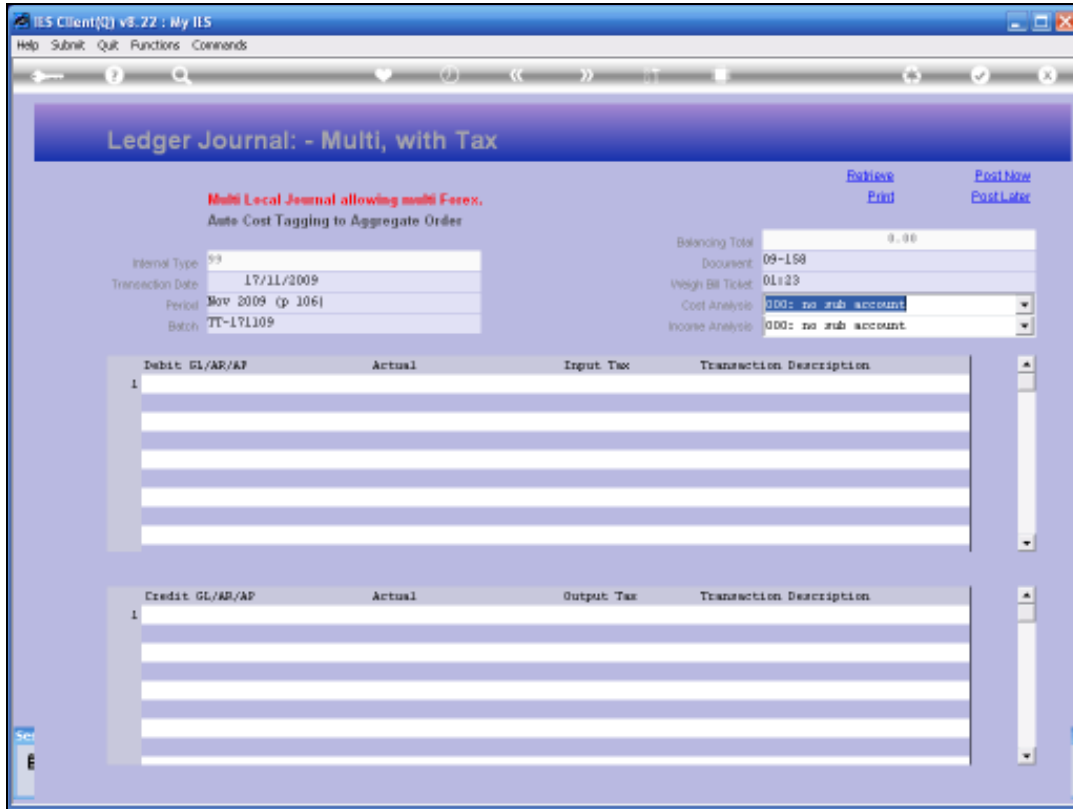 IES Client(Q) v8.22 : My IES
Help Submit Quit Functions Commands
Ledger Journal: - Multi, with Tax
Retrieve Post Now
Multi Local Journal allowing multi Forex.
Print Post Later
Auto Cost Tagging to Aggregate Order
Balancing Total 0.00
Internal Type 99
Document 09-158
Transaction Date 17/11/2009
Weigh Bill Ticket 01:23
Period Nov 2009 (p 106)
Cost Analysis 000: no sub account
Batch TT-171109
Income Analysis 000: no sub account
Debit GL/AR/AP Actual Input Tax Transaction Description
1
Credit GL/AR/AP Actual Output Tax Transaction Description
1